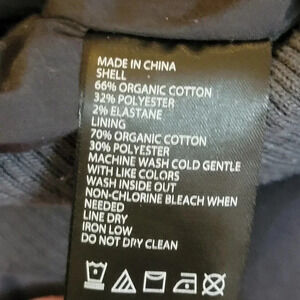 MADE IN CHINA
SHELL
66% ORGANIC COTTON
32% POLYESTER
2% ELASTANE
LINING
70% ORGANIC COTTON
30% POLYESTER
MACHINE WASH COLD GENTLE
WITH LIKE COLORS
WASH INSIDE OUT
NON-CHLORINE BLEACH WHEN
NEEDED
LINE DRY
IRON LOW
DO NOT DRY CLEAN